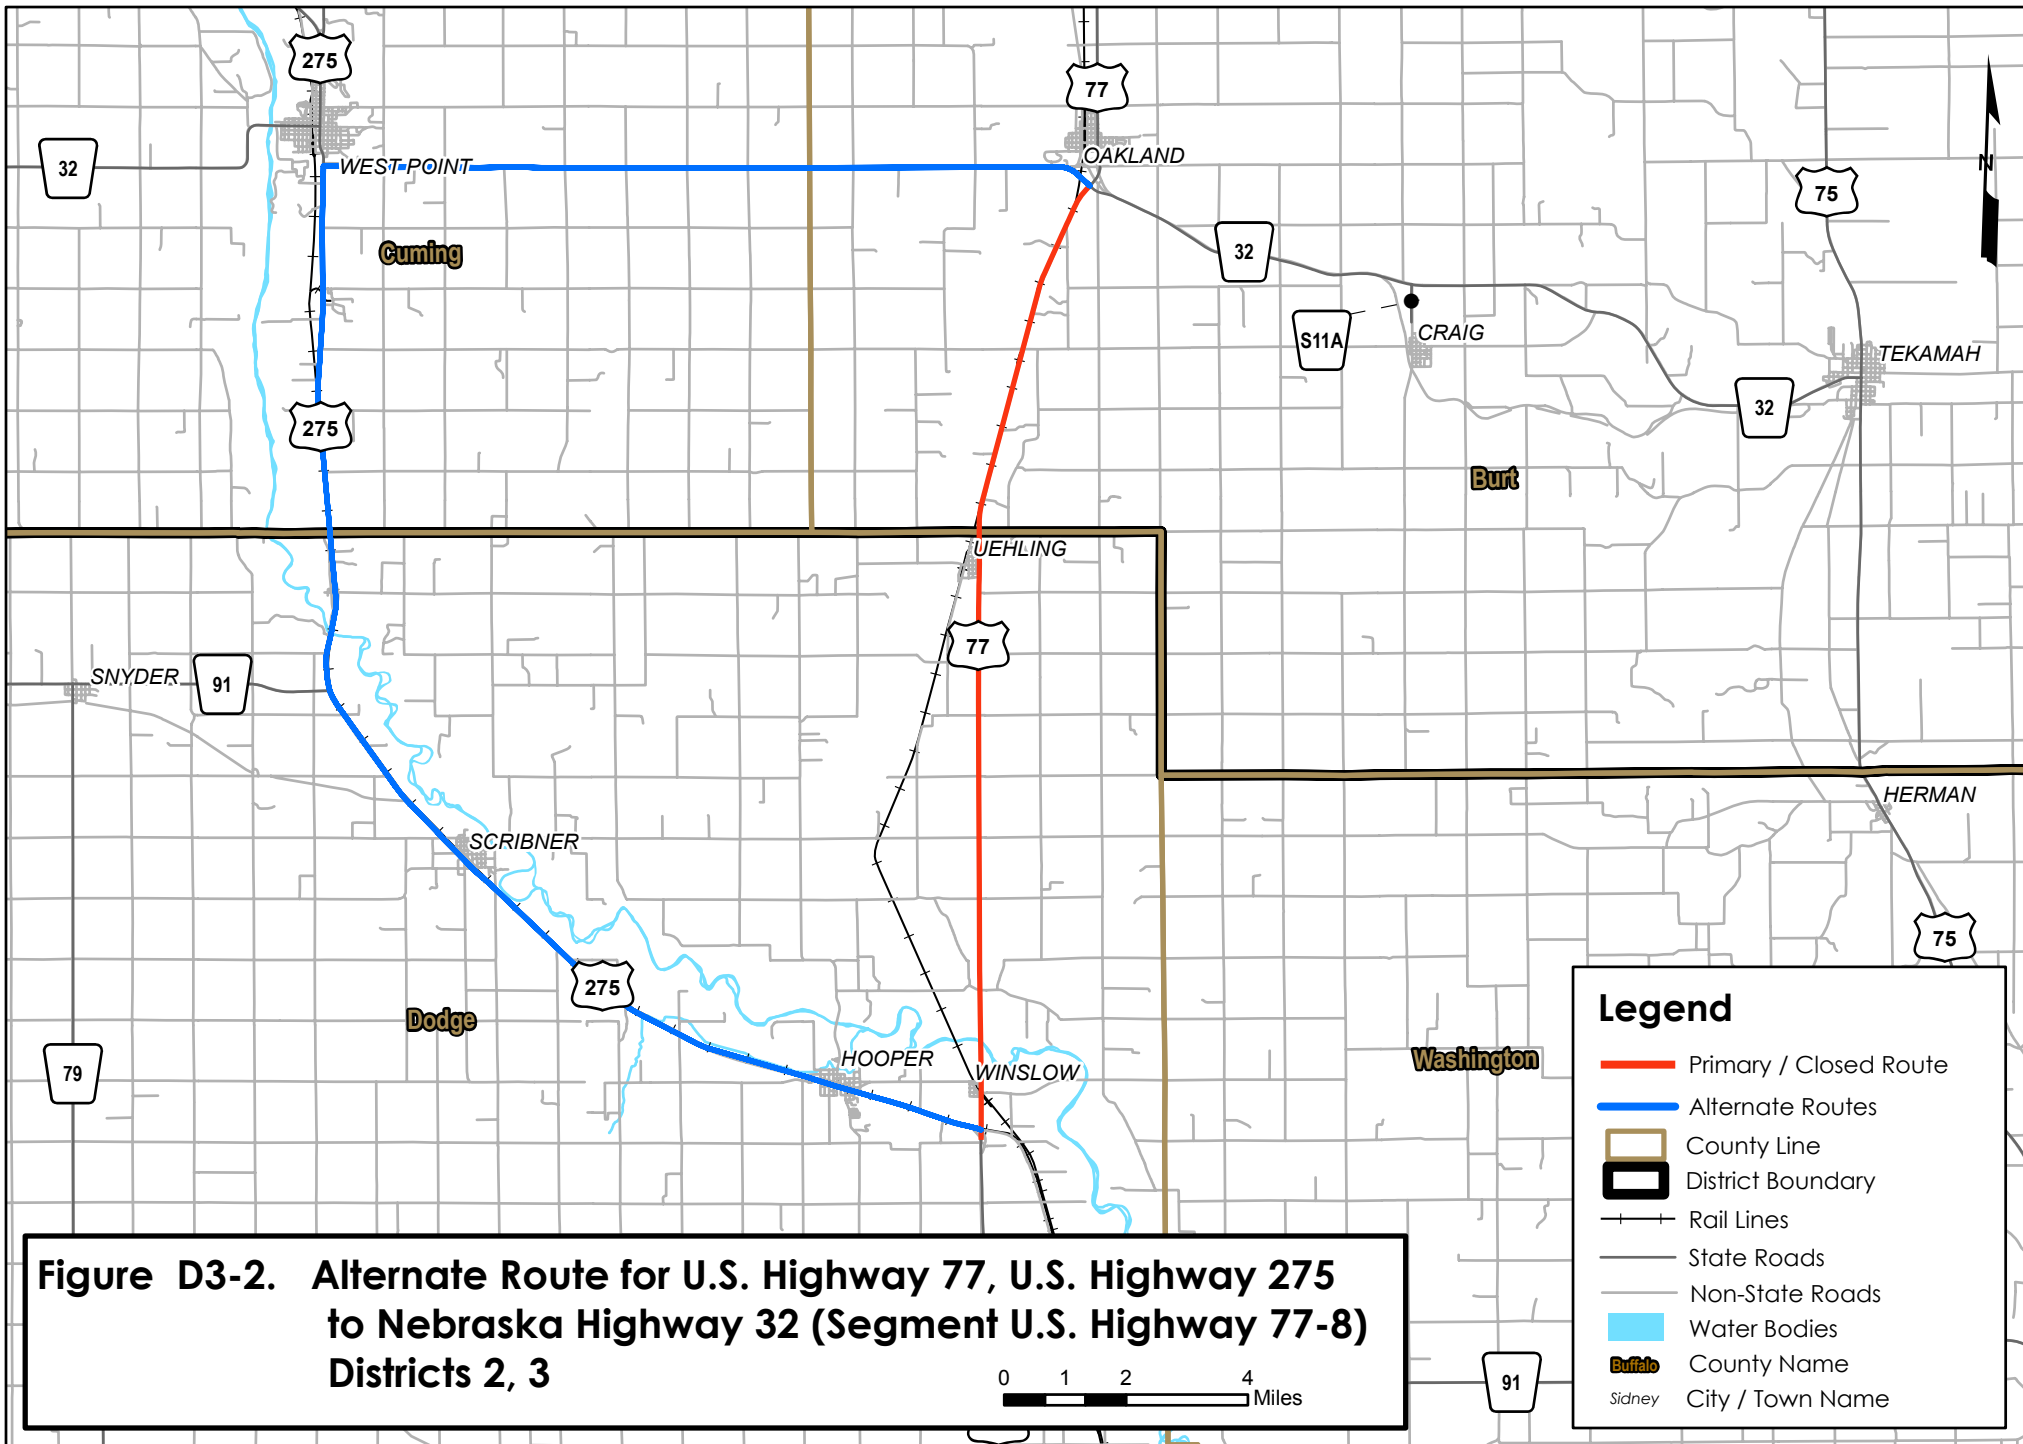 275
77
32
WEST POINT
OAKLAND
75
N
Cuming
32
S11A
CRAIG
TEKAMAH
32
275
Burt
UEHLING
77
SNYDER
91
HERMAN
SCRIBNER
75
275
Dodge
HOOPER
WINSLOW
Washington
79
91
Legend
Primary / Closed Route
Alternate Routes
County Line
District Boundary
Rail Lines
State Roads
Non-State Roads
Water Bodies
Buffalo County Name
Sidney City / Town Name
Figure D3-2. Alternate Route for U.S. Highway 77, U.S. Highway 275
to Nebraska Highway 32 (Segment U.S. Highway 77-8)
Districts 2, 3
0 1 2 4
Miles